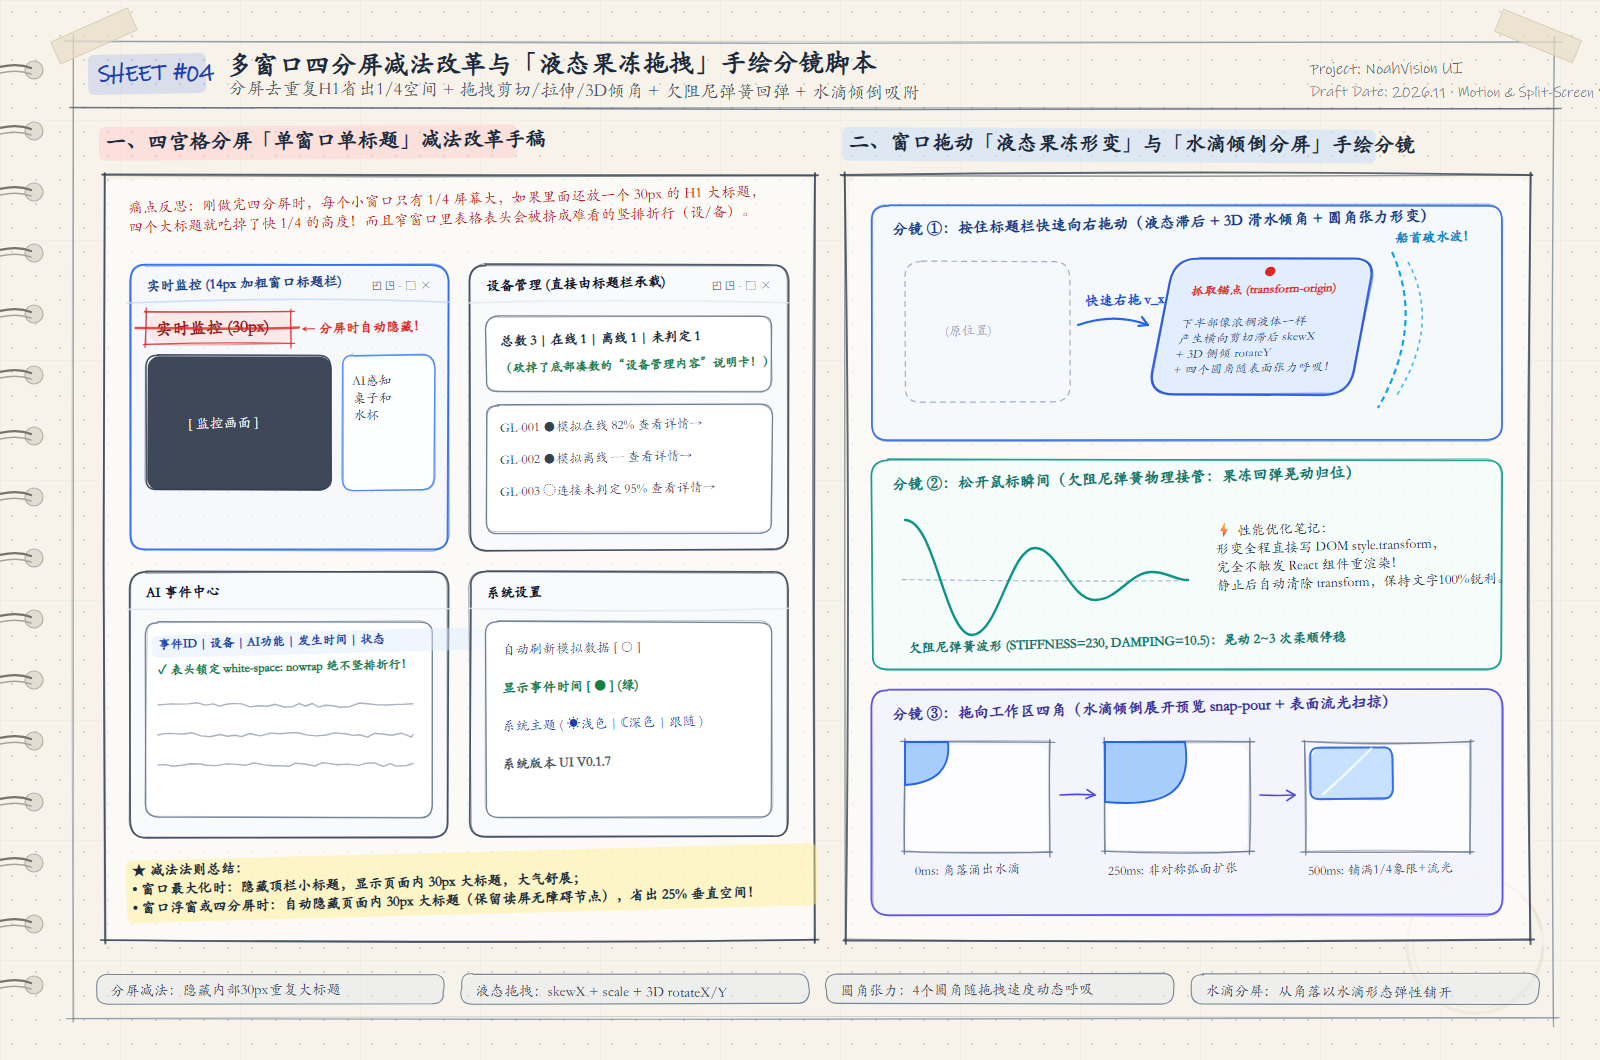 SHEET #04
多窗口四分屏减法改革与「液态果冻拖拽」手绘分镜脚本
分屏去重复H1省出1/4空间 + 拖拽剪切/拉伸/3D倾角 + 欠阻尼弹簧回弹 + 水滴倾倒吸附
Project: NoahVision UI
Draft Date: 2026.11 · Motion & Split-Screen
一、四宫格分屏「单窗口单标题」减法改革手稿
痛点反思：刚做完四分屏时，每个小窗口只有 1/4 屏幕大，如果里面还放一个 30px 的 H1 大标题，
四个大标题就吃掉了快 1/4 的高度！而且窄窗口里表格表头会被挤成难看的竖排折行（设/备）。
实时监控 (14px 加粗窗口标题栏)
◰ ◳ - □ ×
实时监控 (30px)
← 分屏时自动隐藏！
[ 监控画面 ]
AI感知
桌子和
水杯
设备管理 (直接由标题栏承载)
◰ ◳ - □ ×
总数 3 | 在线 1 | 离线 1 | 未判定 1
（砍掉了底部凑数的“设备管理内容”说明卡！）
GL-001 ●模拟在线 82% 查看详情→
GL-002 ●模拟离线 — 查看详情→
GL-003 ◌连接未判定 95% 查看详情→
AI 事件中心
事件ID | 设备 | AI功能 | 发生时间 | 状态
✓ 表头锁定 white-space: nowrap 绝不竖排折行！
系统设置
自动刷新模拟数据 [ ○ ]
显示事件时间 [ ● ] (绿)
系统主题 ( ☀浅色 | ☾深色 | 跟随 )
系统版本 UI V0.1.7
★ 减法法则总结：
• 窗口最大化时：隐藏顶栏小标题，显示页面内 30px 大标题，大气舒展；
• 窗口浮窗或四分屏时：自动隐藏页面内 30px 大标题（保留读屏无障碍节点），省出 25% 垂直空间！
二、窗口拖动「液态果冻形变」与「水滴倾倒分屏」手绘分镜
分镜 ①：按住标题栏快速向右拖动（液态滞后 + 3D 滑水倾角 + 圆角张力形变）
船首破水波！
（原位置）
快速右拖 v_x
抓取锚点 (transform-origin)
下半部像浓稠液体一样
产生横向剪切滞后 skewX
+ 3D 侧倾 rotateY
+ 四个圆角随表面张力呼吸！
分镜 ②：松开鼠标瞬间（欠阻尼弹簧物理接管：果冻回弹晃动归位）
⚡ 性能优化笔记：
形变全程直接写 DOM style.transform，
完全不触发 React 组件重渲染！
静止后自动清除 transform，保持文字100%锐利。
欠阻尼弹簧波形 (STIFFNESS=230, DAMPING=10.5)：晃动 2~3 次柔顺停稳
分镜 ③：拖向工作区四角（水滴倾倒展开预览 snap-pour + 表面流光扫掠）
0ms: 角落涌出水滴
250ms: 非对称弧面扩张
500ms: 铺满1/4象限+流光
分屏减法：隐藏内部30px重复大标题
液态拖拽：skewX + scale + 3D rotateX/Y
圆角张力：4个圆角随拖拽速度动态呼吸
水滴分屏：从角落以水滴形态弹性铺开